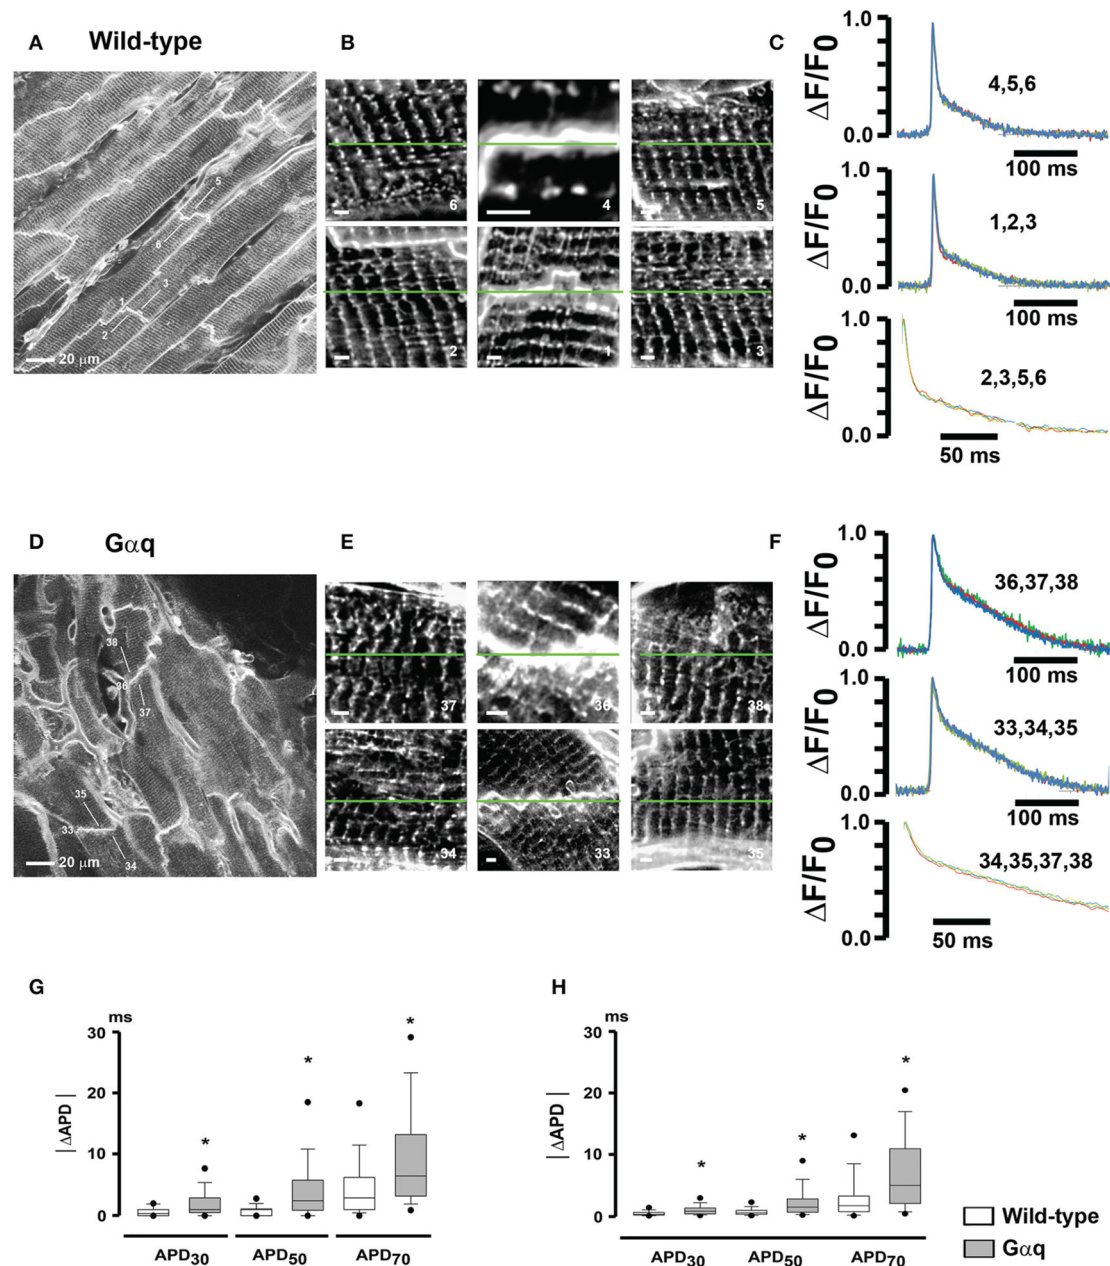 A Wild-type
5
6
1 3
2
20 μm
B
6
4
5
2
1
3
C
ΔF/F0
1.0
0.0
4,5,6
100 ms
ΔF/F0
1.0
0.0
1,2,3
100 ms
ΔF/F0
1.0
0.0
2,3,5,6
50 ms
D Gαq
38
36
37
35
33
34
20 μm
E
37
36
38
34
33
35
F
ΔF/F0
1.0
0.0
36,37,38
100 ms
ΔF/F0
1.0
0.0
33,34,35
100 ms
ΔF/F0
1.0
0.0
34,35,37,38
50 ms
G
ms
|ΔAPD|
30
20
10
0
*
*
*
APD30 APD50 APD70
H
ms
|ΔAPD|
30
20
10
0
*
*
*
APD30 APD50 APD70
Wild-type
Gαq